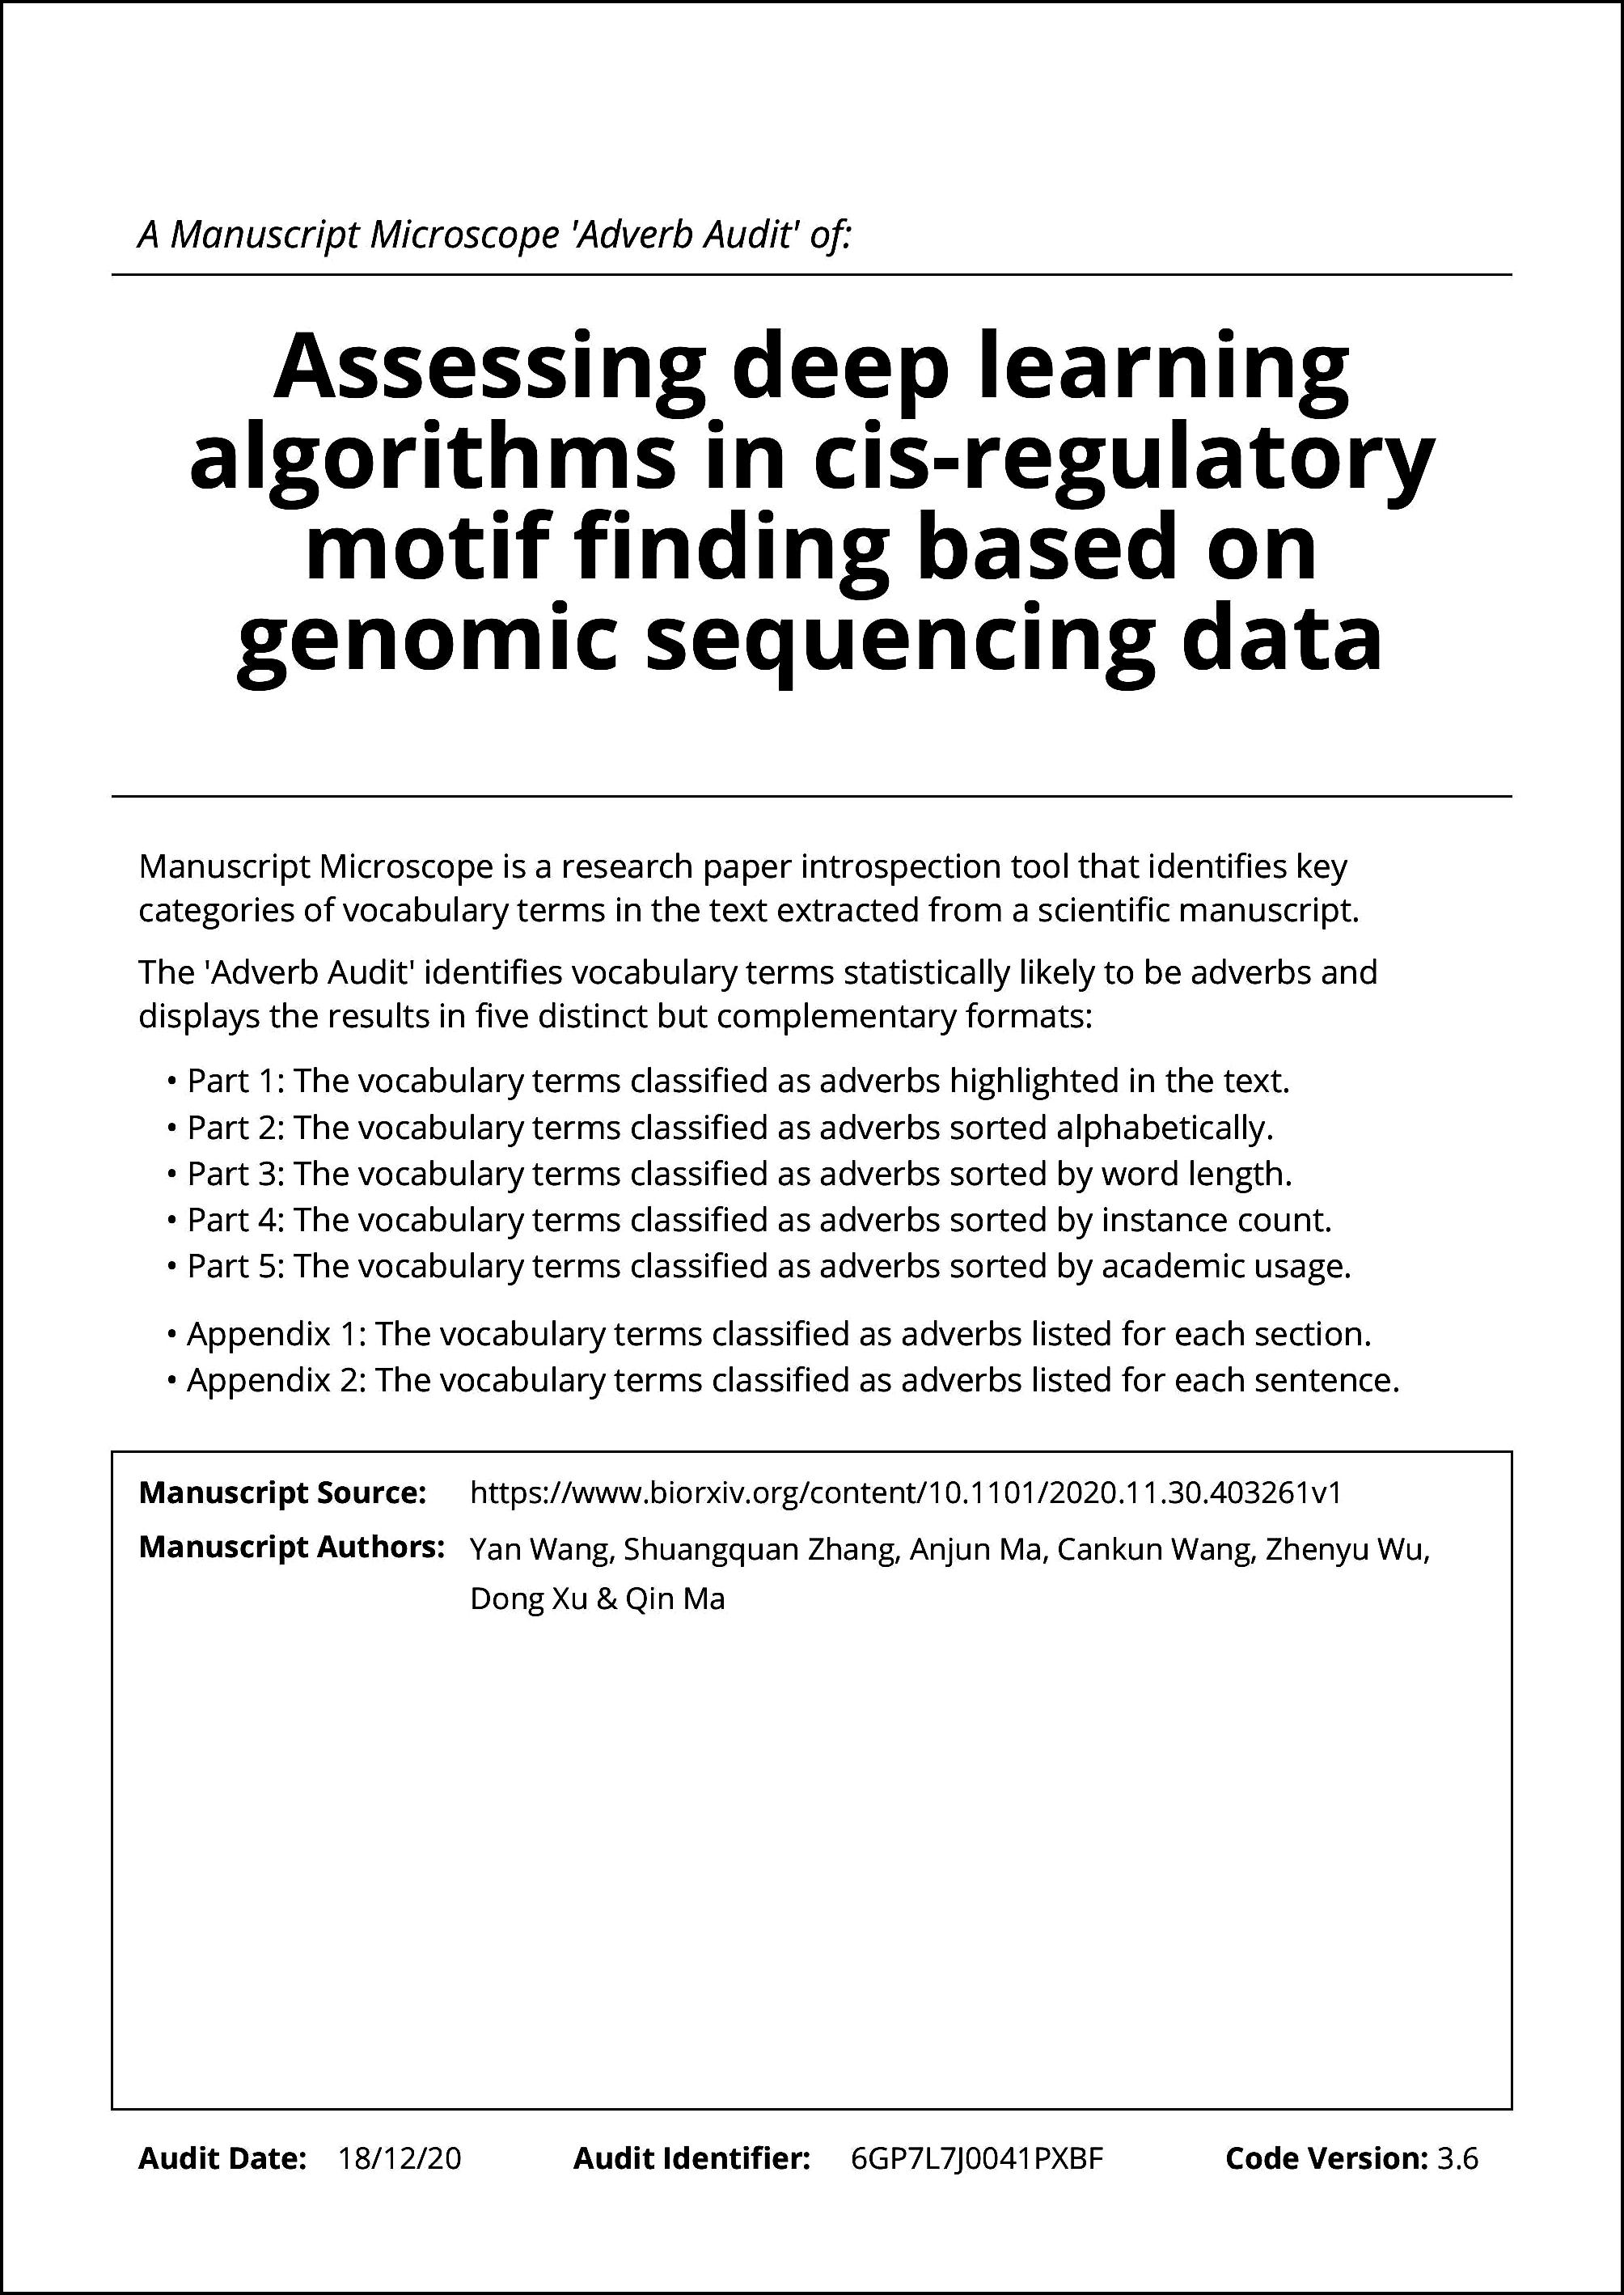 A Manuscript Microscope 'Adverb Audit' of:
Assessing deep learning
algorithms in cis-regulatory
motif finding based on
genomic sequencing data
Manuscript Microscope is a research paper introspection tool that identifies key
categories of vocabulary terms in the text extracted from a scientific manuscript.
The 'Adverb Audit' identifies vocabulary terms statistically likely to be adverbs and
displays the results in five distinct but complementary formats:
• Part 1: The vocabulary terms classified as adverbs highlighted in the text.
• Part 2: The vocabulary terms classified as adverbs sorted alphabetically.
• Part 3: The vocabulary terms classified as adverbs sorted by word length.
• Part 4: The vocabulary terms classified as adverbs sorted by instance count.
• Part 5: The vocabulary terms classified as adverbs sorted by academic usage.
• Appendix 1: The vocabulary terms classified as adverbs listed for each section.
• Appendix 2: The vocabulary terms classified as adverbs listed for each sentence.
Manuscript Source: https://www.biorxiv.org/content/10.1101/2020.11.30.403261v1
Manuscript Authors: Yan Wang, Shuangquan Zhang, Anjun Ma, Cankun Wang, Zhenyu Wu,
Dong Xu & Qin Ma
Audit Date: 18/12/20 Audit Identifier: 6GP7L7J0041PXBF Code Version: 3.6